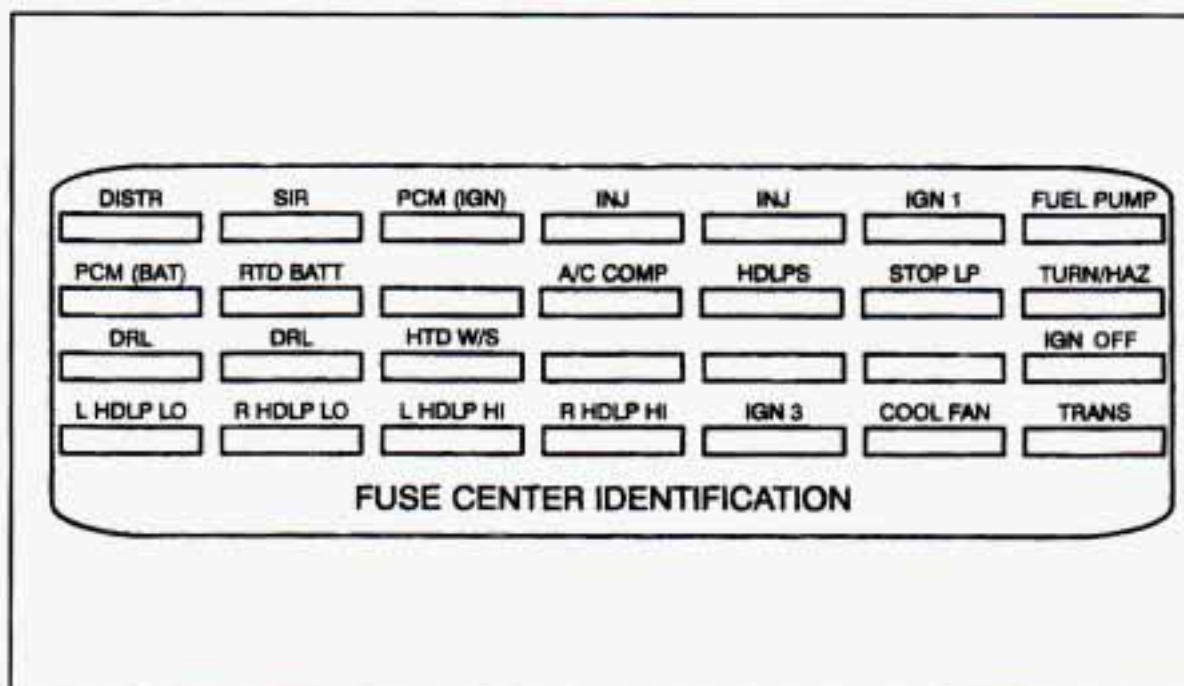 DISTR SIR PCM (IGN) INJ INJ IGN 1 FUEL PUMP
PCM (BAT) RTD BATT A/C COMP HDLPS STOP LP TURN/HAZ
DRL DRL HTD W/S IGN OFF
L HDLP LO R HDLP LO L HDLP HI R HDLP HI IGN 3 COOL FAN TRANS
FUSE CENTER IDENTIFICATION